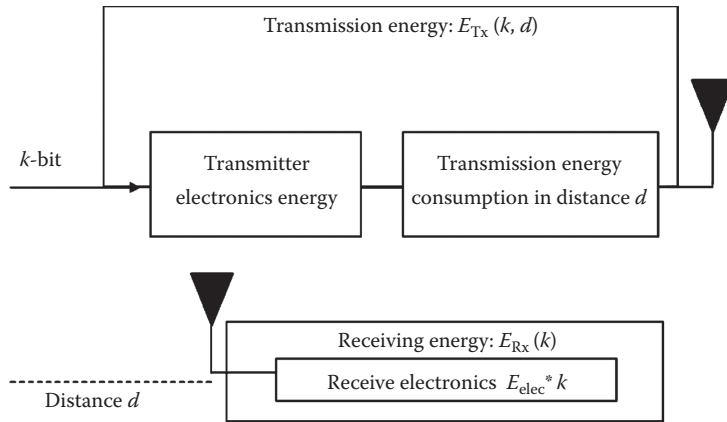 Transmission energy: E_Tx (k, d)
k-bit
Transmitter
electronics energy
Transmission energy
consumption in distance d
Receiving energy: E_Rx (k)
Receive electronics E_elec* k
Distance d